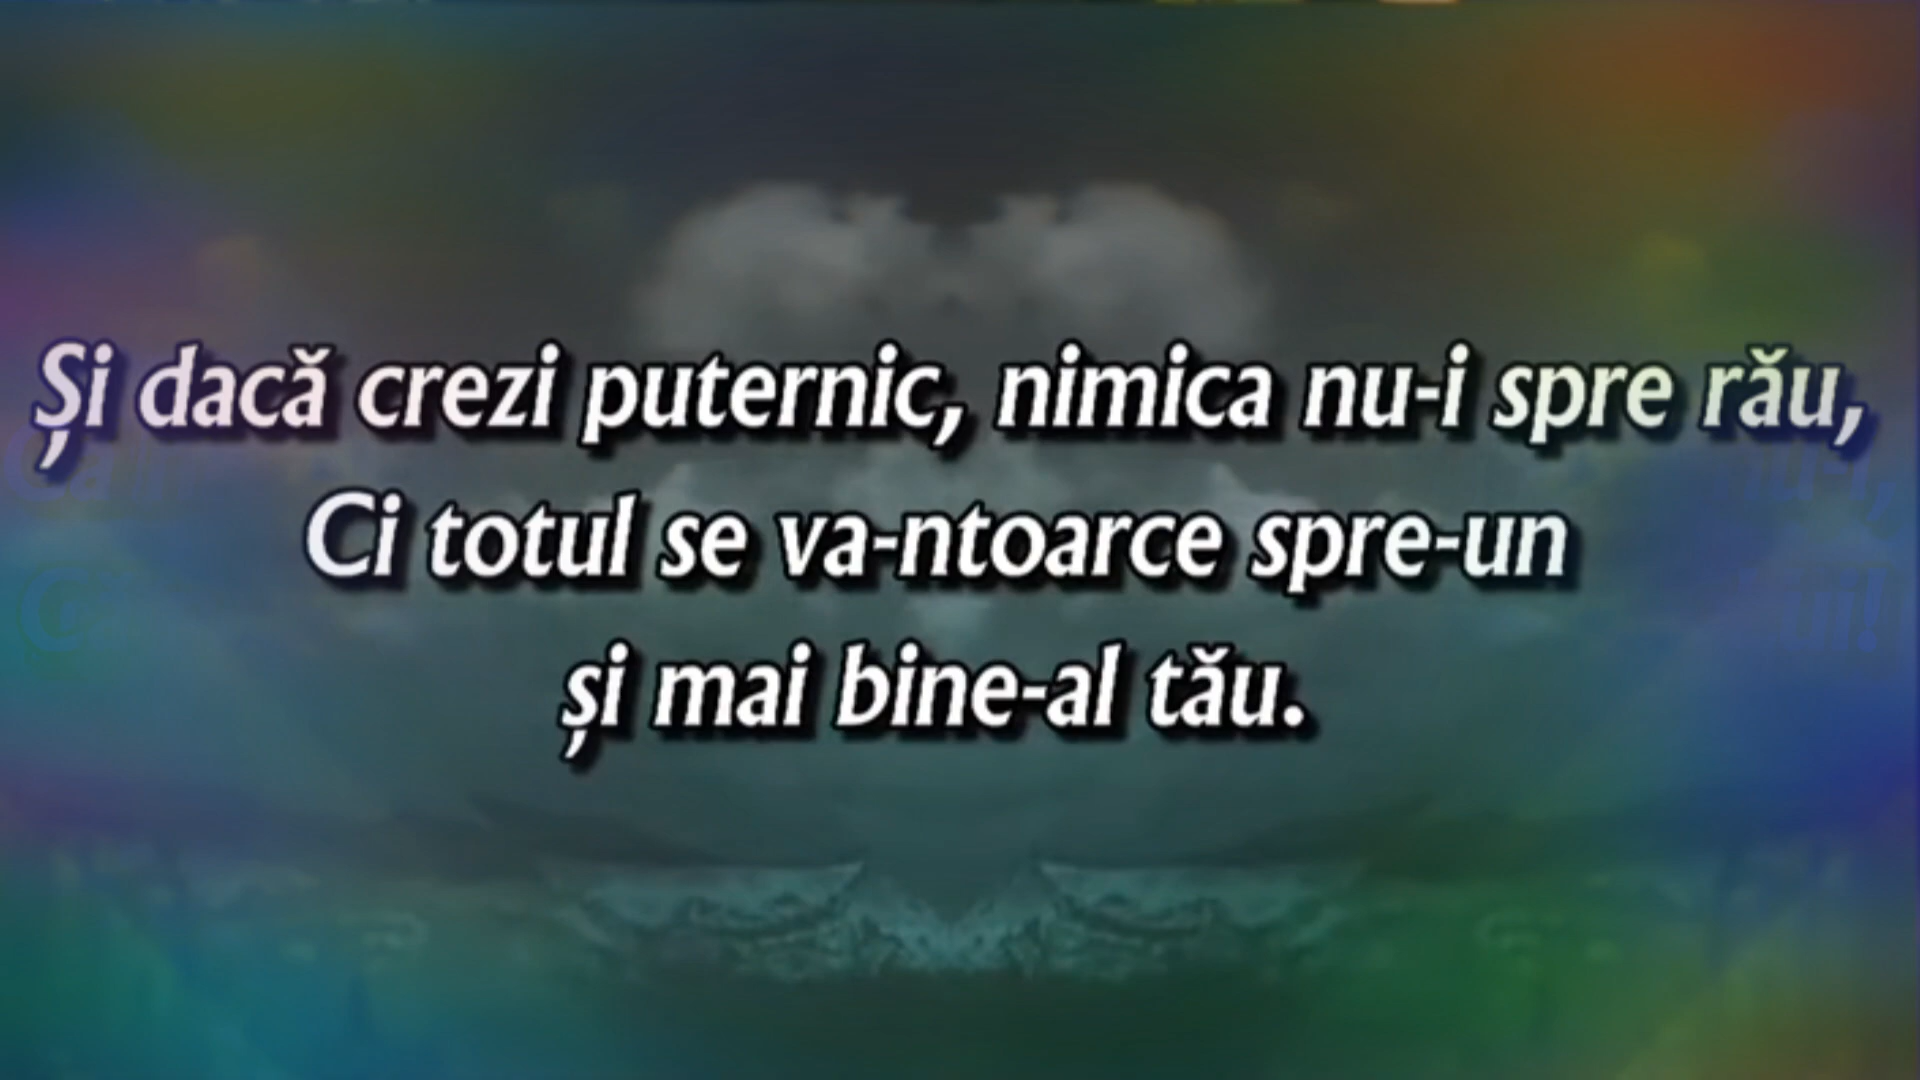 Și dacă crezi puternic, nimica nu-i spre rău,
Ci totul se va-ntoarce spre-un
și mai bine-al tău.